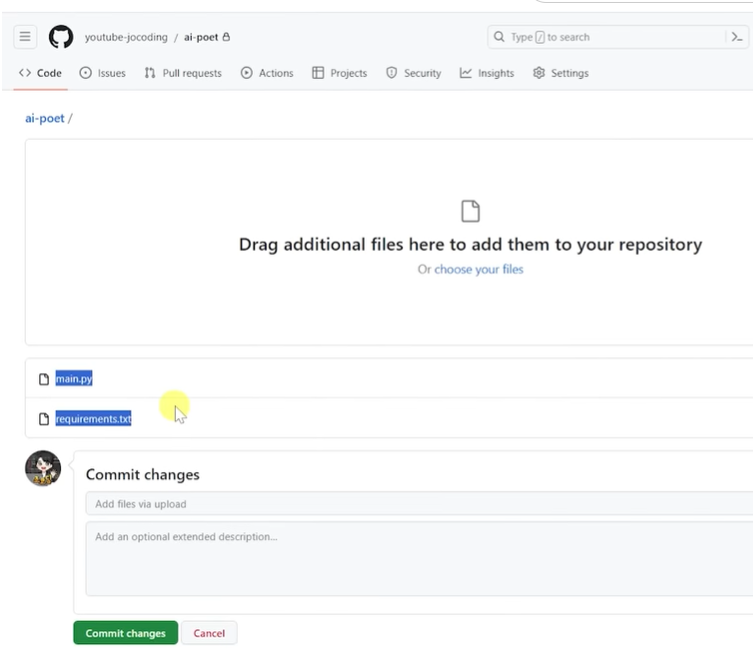 youtube-jocoding / ai-poet
Type / to search
Code Issues Pull requests Actions Projects Security Insights Settings
ai-poet /
Drag additional files here to add them to your repository
Or choose your files
main.py
requirements.txt
Commit changes
Add files via upload
Add an optional extended description...
Commit changes Cancel